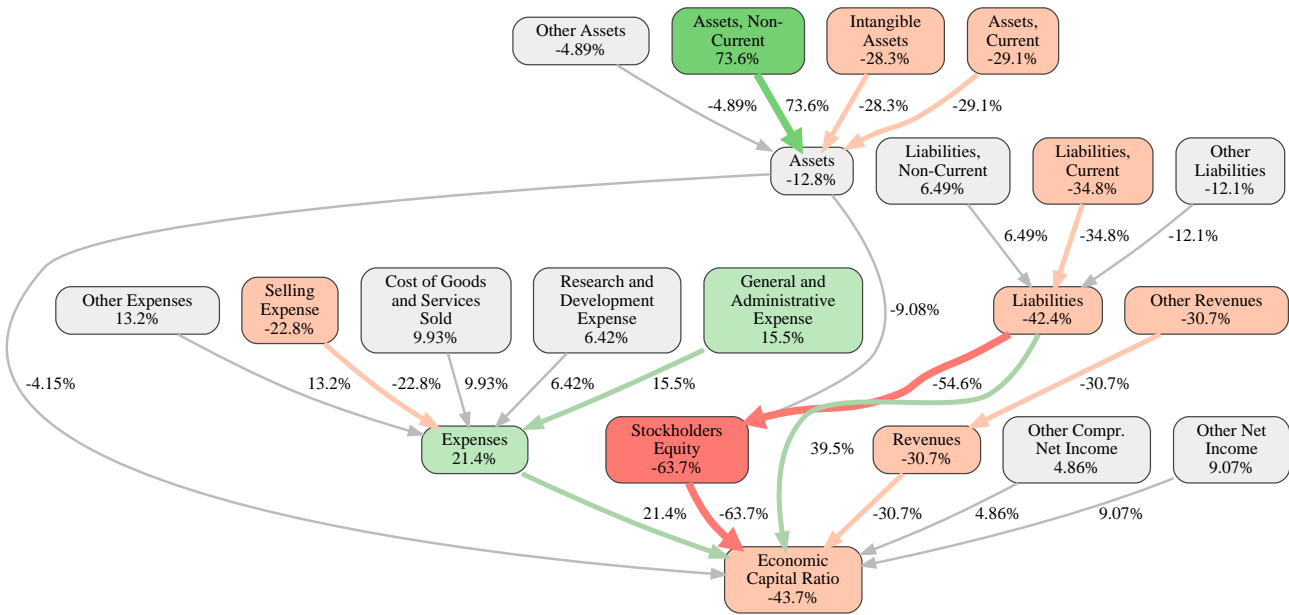 Other Assets
-4.89%
Assets, Non-
Current
73.6%
Intangible
Assets
-28.3%
Assets,
Current
-29.1%
-4.89%
73.6%
-28.3%
-29.1%
Assets
-12.8%
Liabilities,
Non-Current
6.49%
Liabilities,
Current
-34.8%
Other
Liabilities
-12.1%
6.49%
-34.8%
-12.1%
Other Expenses
13.2%
Selling
Expense
-22.8%
Cost of Goods
and Services
Sold
9.93%
Research and
Development
Expense
6.42%
General and
Administrative
Expense
15.5%
-9.08%
Liabilities
-42.4%
Other Revenues
-30.7%
-4.15%
13.2%
-22.8%
9.93%
6.42%
15.5%
-54.6%
-30.7%
Expenses
21.4%
Stockholders
Equity
-63.7%
39.5%
Revenues
-30.7%
Other Compr.
Net Income
4.86%
Other Net
Income
9.07%
21.4%
-63.7%
-30.7%
4.86%
9.07%
Economic
Capital Ratio
-43.7%